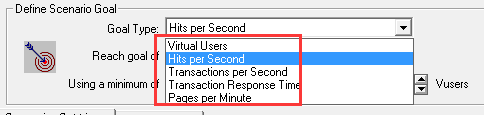 Define Scenario Goal
Goal Type: Hits per Second
Virtual Users
Reach goal of Hits per Second
Transactions per Second
Using a minimum of Transaction Response Time Vusers
Pages per Minute